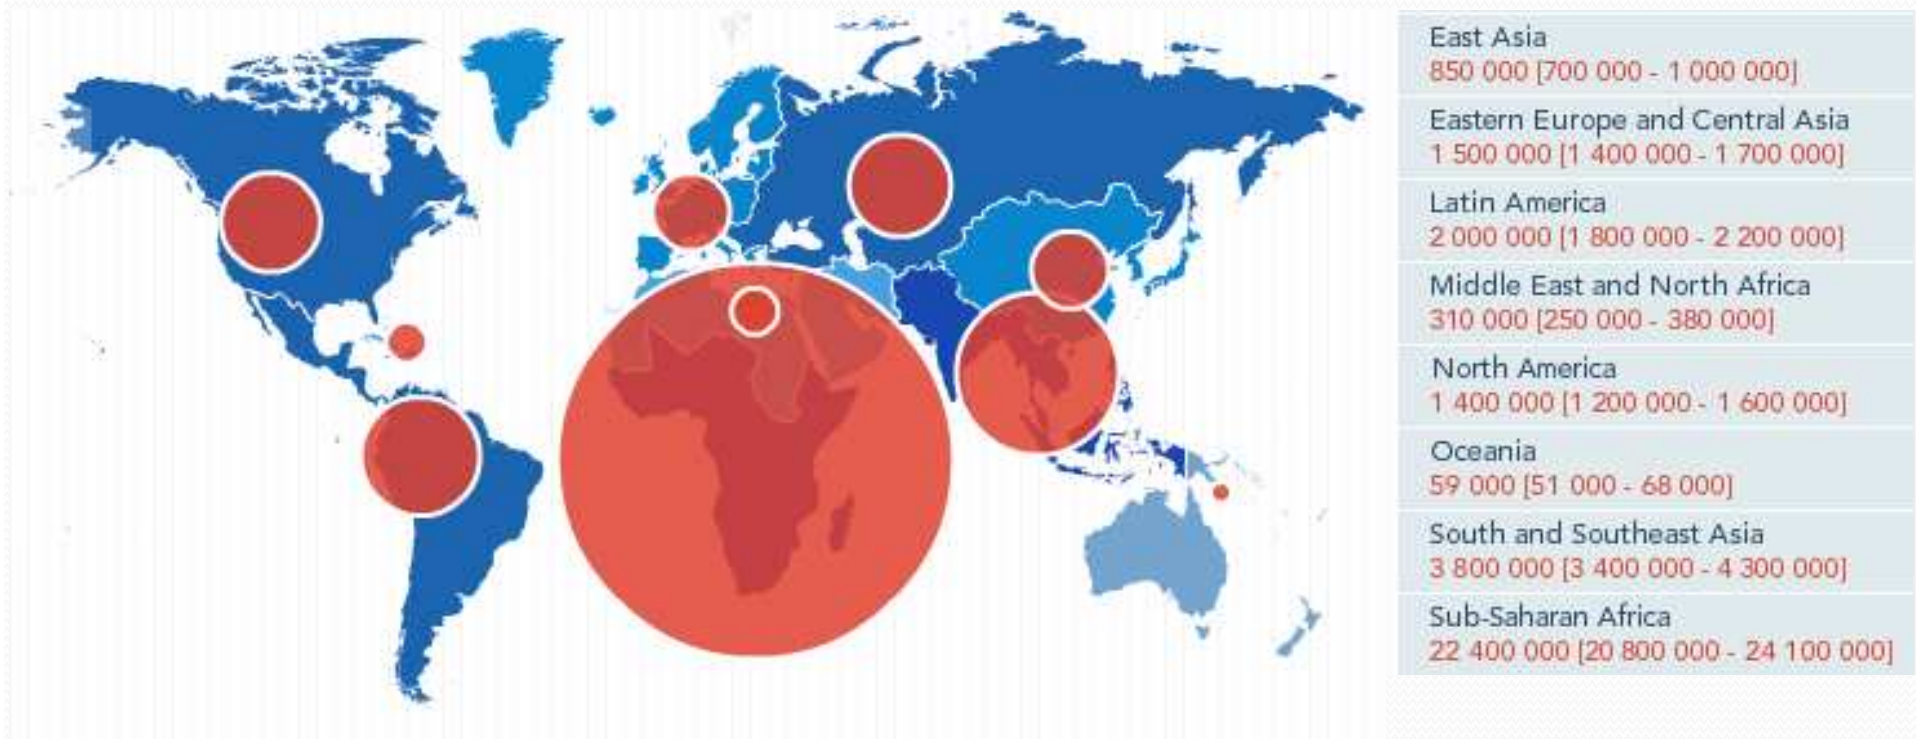 East Asia
850 000 [700 000 - 1 000 000]
Eastern Europe and Central Asia
1 500 000 [1 400 000 - 1 700 000]
Latin America
2 000 000 [1 800 000 - 2 200 000]
Middle East and North Africa
310 000 [250 000 - 380 000]
North America
1 400 000 [1 200 000 - 1 600 000]
Oceania
59 000 [51 000 - 68 000]
South and Southeast Asia
3 800 000 [3 400 000 - 4 300 000]
Sub-Saharan Africa
22 400 000 [20 800 000 - 24 100 000]